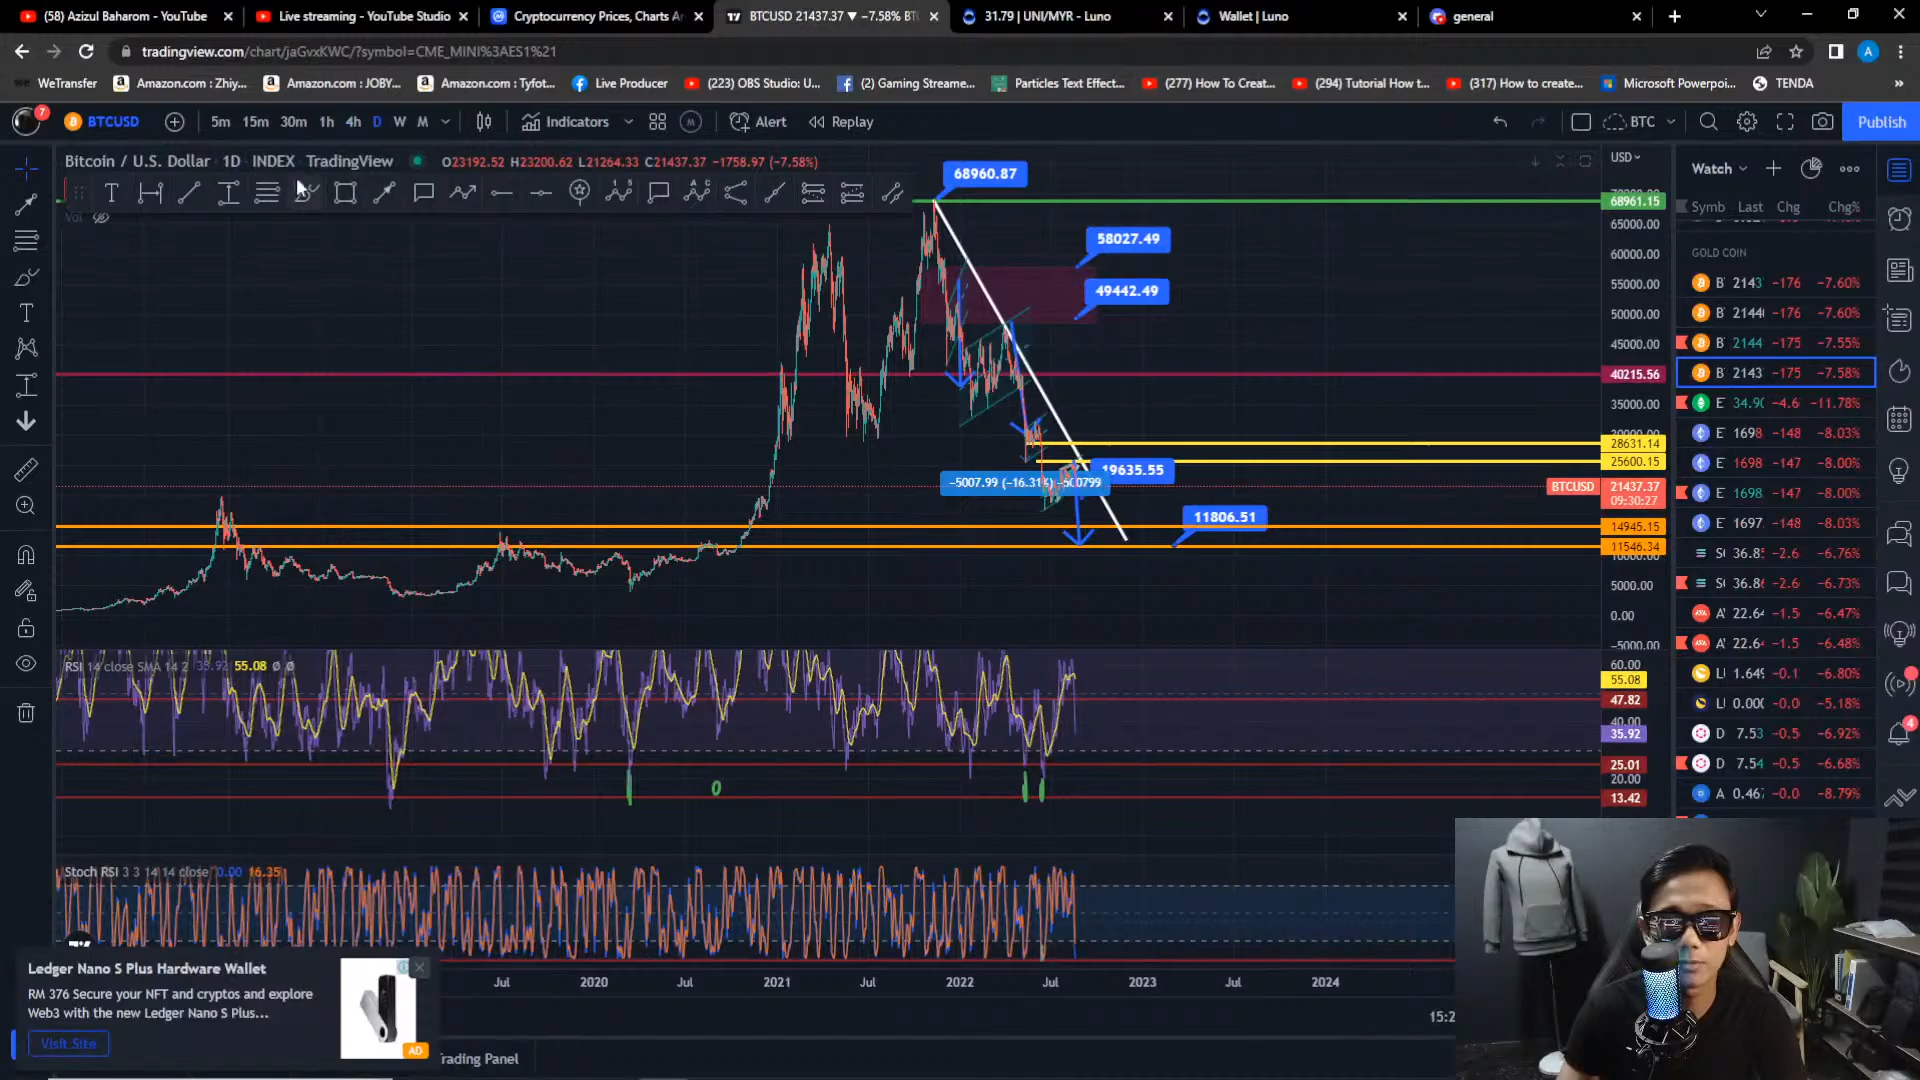 (58) Azizul Baharom - YouTube
Live streaming - YouTube Studio
Cryptocurrency Prices, Charts Ar
BTCUSD 21437.37 ▼ −7.58% BTC
31.79 | UNI/MYR - Luno
Wallet | Luno
general
tradingview.com/chart/jaGvxKWC/?symbol=CME_MINI%3AES1%21
A
WeTransfer
Amazon.com : Zhiy...
Amazon.com: JOBY...
Amazon.com : Tyfot...
Live Producer
(223) OBS Studio: U...
(2) Gaming Streame...
Particles Text Effect...
(277) How To Creat...
(294) Tutorial How t...
(317) How to create...
Microsoft Powerpoi...
TENDA
7
BTCUSD
5m 15m 30m 1h 4h D W M
Indicators
Alert
Replay
BTC
Publish
Bitcoin / U.S. Dollar 1D INDEX TradingView
O23192.52 H23200.62 L21264.33 C21437.37 −1758.97 (−7.58%)
Vol
USD
68960.87
58027.49
49442.49
19635.55
−5007.99 (−16.31%)
11806.51
68961.15
65000.00
60000.00
55000.00
50000.00
45000.00
40215.56
35000.00
28631.14
25600.15
BTCUSD
21437.37
09:30:27
14945.15
11546.34
5000.00
0.00
−5000.00
RSI 14 close SMA 14 2 35.92 55.08 Ø Ø
60.00
55.08
47.82
40.00
35.92
25.01
20.00
13.42
Stoch RSI 3 3 14 14 close 0.00 16.35
Jul 2020 Jul 2021 Jul 2022 Jul 2023 Jul 2024
15:2
Watch
Symb Last Chg Chg%
GOLD COIN
B 2143 −176 −7.60%
B 2144 −176 −7.60%
B 2144 −175 −7.55%
B 2143 −175 −7.58%
E 34.90 −4.6 −11.78%
E 1698 −148 −8.03%
E 1698 −147 −8.00%
E 1698 −147 −8.00%
E 1697. −148 −8.03%
S 36.8 −2.6 −6.76%
S 36.86 −2.6 −6.73%
A 22.64 −1.5 −6.47%
A 22.64 −1.5 −6.48%
L 1.649 −0.1 −6.80%
L 0.000 −0.0 −5.18%
D 7.53 −0.5 −6.92%
D 7.54 −0.5 −6.68%
A 0.467 −0.0 −8.79%
4
Ledger Nano S Plus Hardware Wallet
RM 376 Secure your NFT and cryptos and explore
Web3 with the new Ledger Nano S Plus...
Visit Site
AD
rading Panel